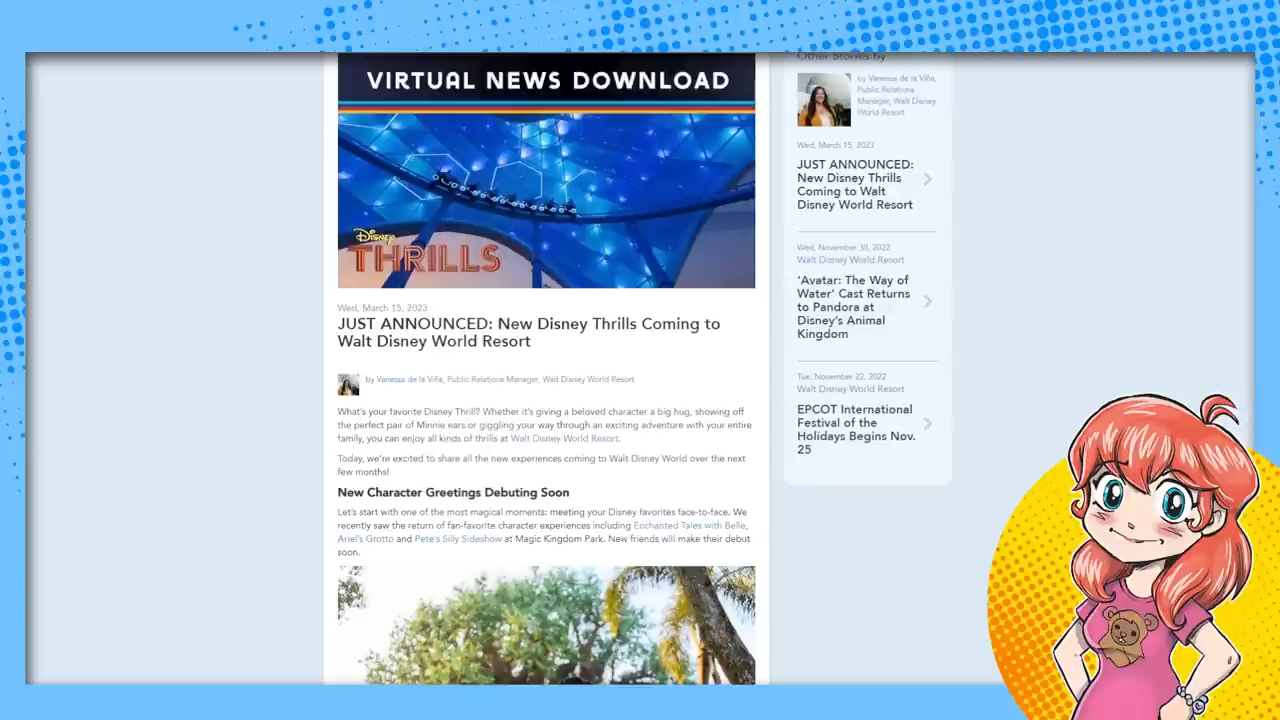 VIRTUAL NEWS DOWNLOAD
Disney
THRILLS
Wed, March 15, 2023
JUST ANNOUNCED: New Disney Thrills Coming to
Walt Disney World Resort
by Vanessa de la Viña, Public Relations Manager, Walt Disney World Resort
What's your favorite Disney Thrill? Whether it's giving a beloved character a big hug, showing off
the perfect pair of Minnie ears or giggling your way through an exciting adventure with your entire
family, you can enjoy all kinds of thrills at Walt Disney World Resort.
Today, we're excited to share all the new experiences coming to Walt Disney World over the next
few months!
New Character Greetings Debuting Soon
Let's start with one of the most magical moments: meeting your Disney favorites face-to-face. We
recently saw the return of fan-favorite character experiences including Enchanted Tales with Belle,
Ariel's Grotto and Pete's Silly Sideshow at Magic Kingdom Park. New friends will make their debut
soon.
Other Stories by
by Vanessa de la Viña,
Public Relations
Manager, Walt Disney
World Resort
Wed, March 15, 2023
JUST ANNOUNCED:
New Disney Thrills
Coming to Walt
Disney World Resort
Wed, November 30, 2022
Walt Disney World Resort
'Avatar: The Way of
Water' Cast Returns
to Pandora at
Disney's Animal
Kingdom
Tue, November 22, 2022
Walt Disney World Resort
EPCOT International
Festival of the
Holidays Begins Nov.
25